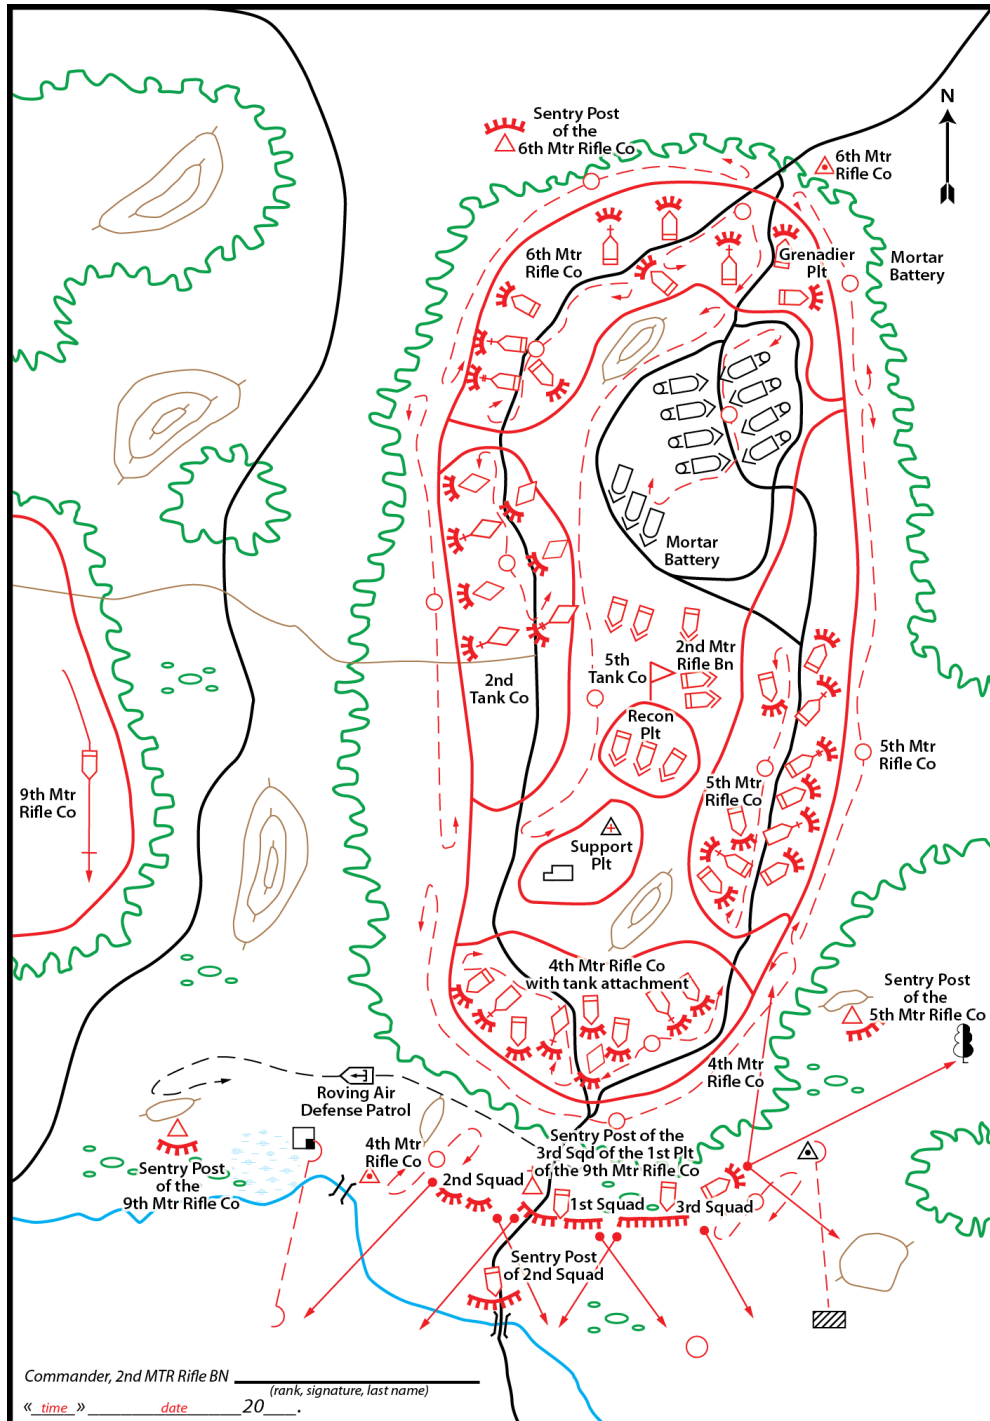 N
Sentry Post
of the
6th Mtr Rifle Co
6th Mtr
Rifle Co
6th Mtr
Rifle Co
Grenadier
Plt
Mortar
Battery
Mortar
Battery
2nd
Tank Co
5th
Tank Co
2nd Mtr
Rifle Bn
Recon
Plt
5th Mtr
Rifle Co
5th Mtr
Rifle Co
9th Mtr
Rifle Co
Support
Plt
4th Mtr Rifle Co
with tank attachment
Sentry Post
of the
5th Mtr Rifle Co
4th Mtr
Rifle Co
Roving Air
Defense Patrol
4th Mtr
Rifle Co
Sentry Post of the
3rd Sqd of the 1st Plt
of the 9th Mtr Rifle Co
Sentry Post
of the
9th Mtr Rifle Co
2nd Squad
1st Squad
3rd Squad
Sentry Post
of 2nd Squad
Commander, 2nd MTR Rifle BN ____________________
(rank, signature, last name)
«_time_»________date________20___.